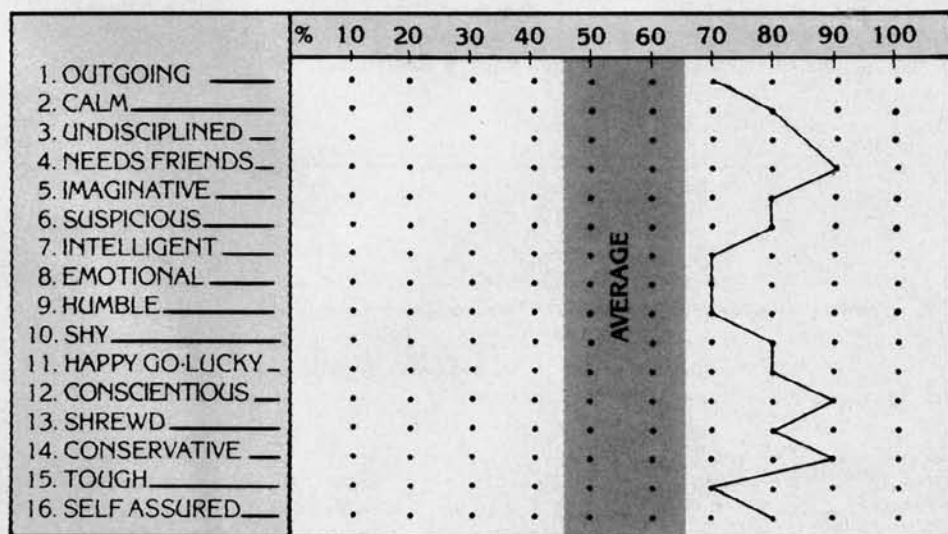 % 10 20 30 40 50 60 70 80 90 100
1. OUTGOING
2. CALM
3. UNDISCIPLINED
4. NEEDS FRIENDS
5. IMAGINATIVE
6. SUSPICIOUS
7. INTELLIGENT
8. EMOTIONAL
9. HUMBLE
10. SHY
11. HAPPY GO-LUCKY
12. CONSCIENTIOUS
13. SHREWD
14. CONSERVATIVE
15. TOUGH
16. SELF ASSURED
AVERAGE